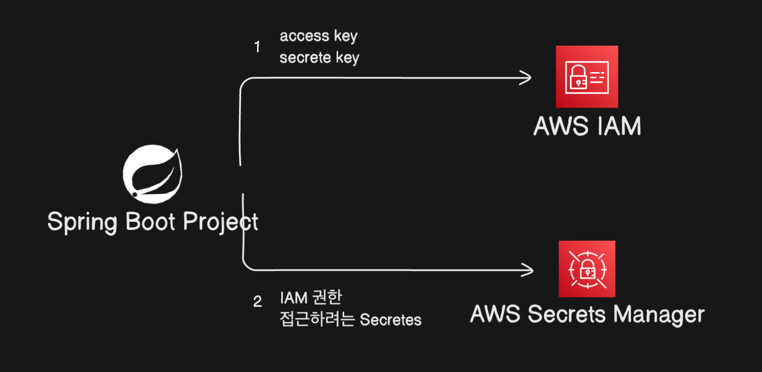 1
access key
secrete key
AWS IAM
Spring Boot Project
2
IAM 권한
접근하려는 Secretes
AWS Secrets Manager